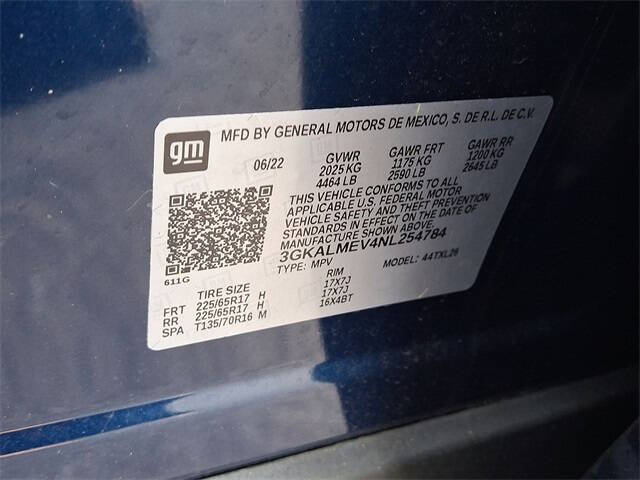 gm
MFD BY GENERAL MOTORS DE MEXICO, S. DE R.L. DE C.V.
06/22 GVWR GAWR FRT GAWR RR
2025 KG 1175 KG 1200 KG
4464 LB 2590 LB 2645 LB
THIS VEHICLE CONFORMS TO ALL
APPLICABLE U.S. FEDERAL MOTOR
VEHICLE SAFETY AND THEFT PREVENTION
STANDARDS IN EFFECT ON THE DATE OF
MANUFACTURE SHOWN ABOVE.
3GKALMEV4NL254784
TYPE: MPV MODEL: 44TXL26
611G
TIRE SIZE RIM
FRT 225/65R17 H 17X7J
RR 225/65R17 H 17X7J
SPA T135/70R16 M 16X4BT